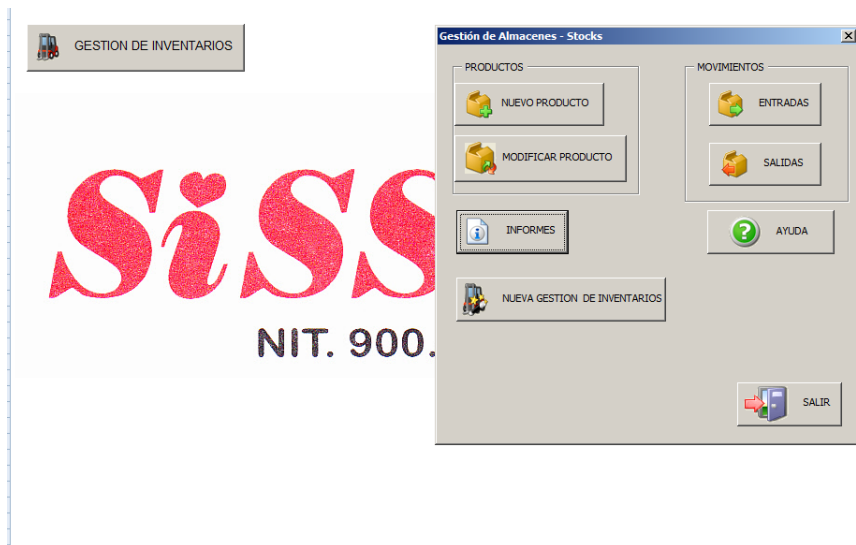 GESTION DE INVENTARIOS
SiSS
NIT. 900.
Gestión de Almacenes - Stocks
PRODUCTOS
NUEVO PRODUCTO
MODIFICAR PRODUCTO
MOVIMIENTOS
ENTRADAS
SALIDAS
INFORMES
AYUDA
NUEVA GESTION DE INVENTARIOS
SALIR